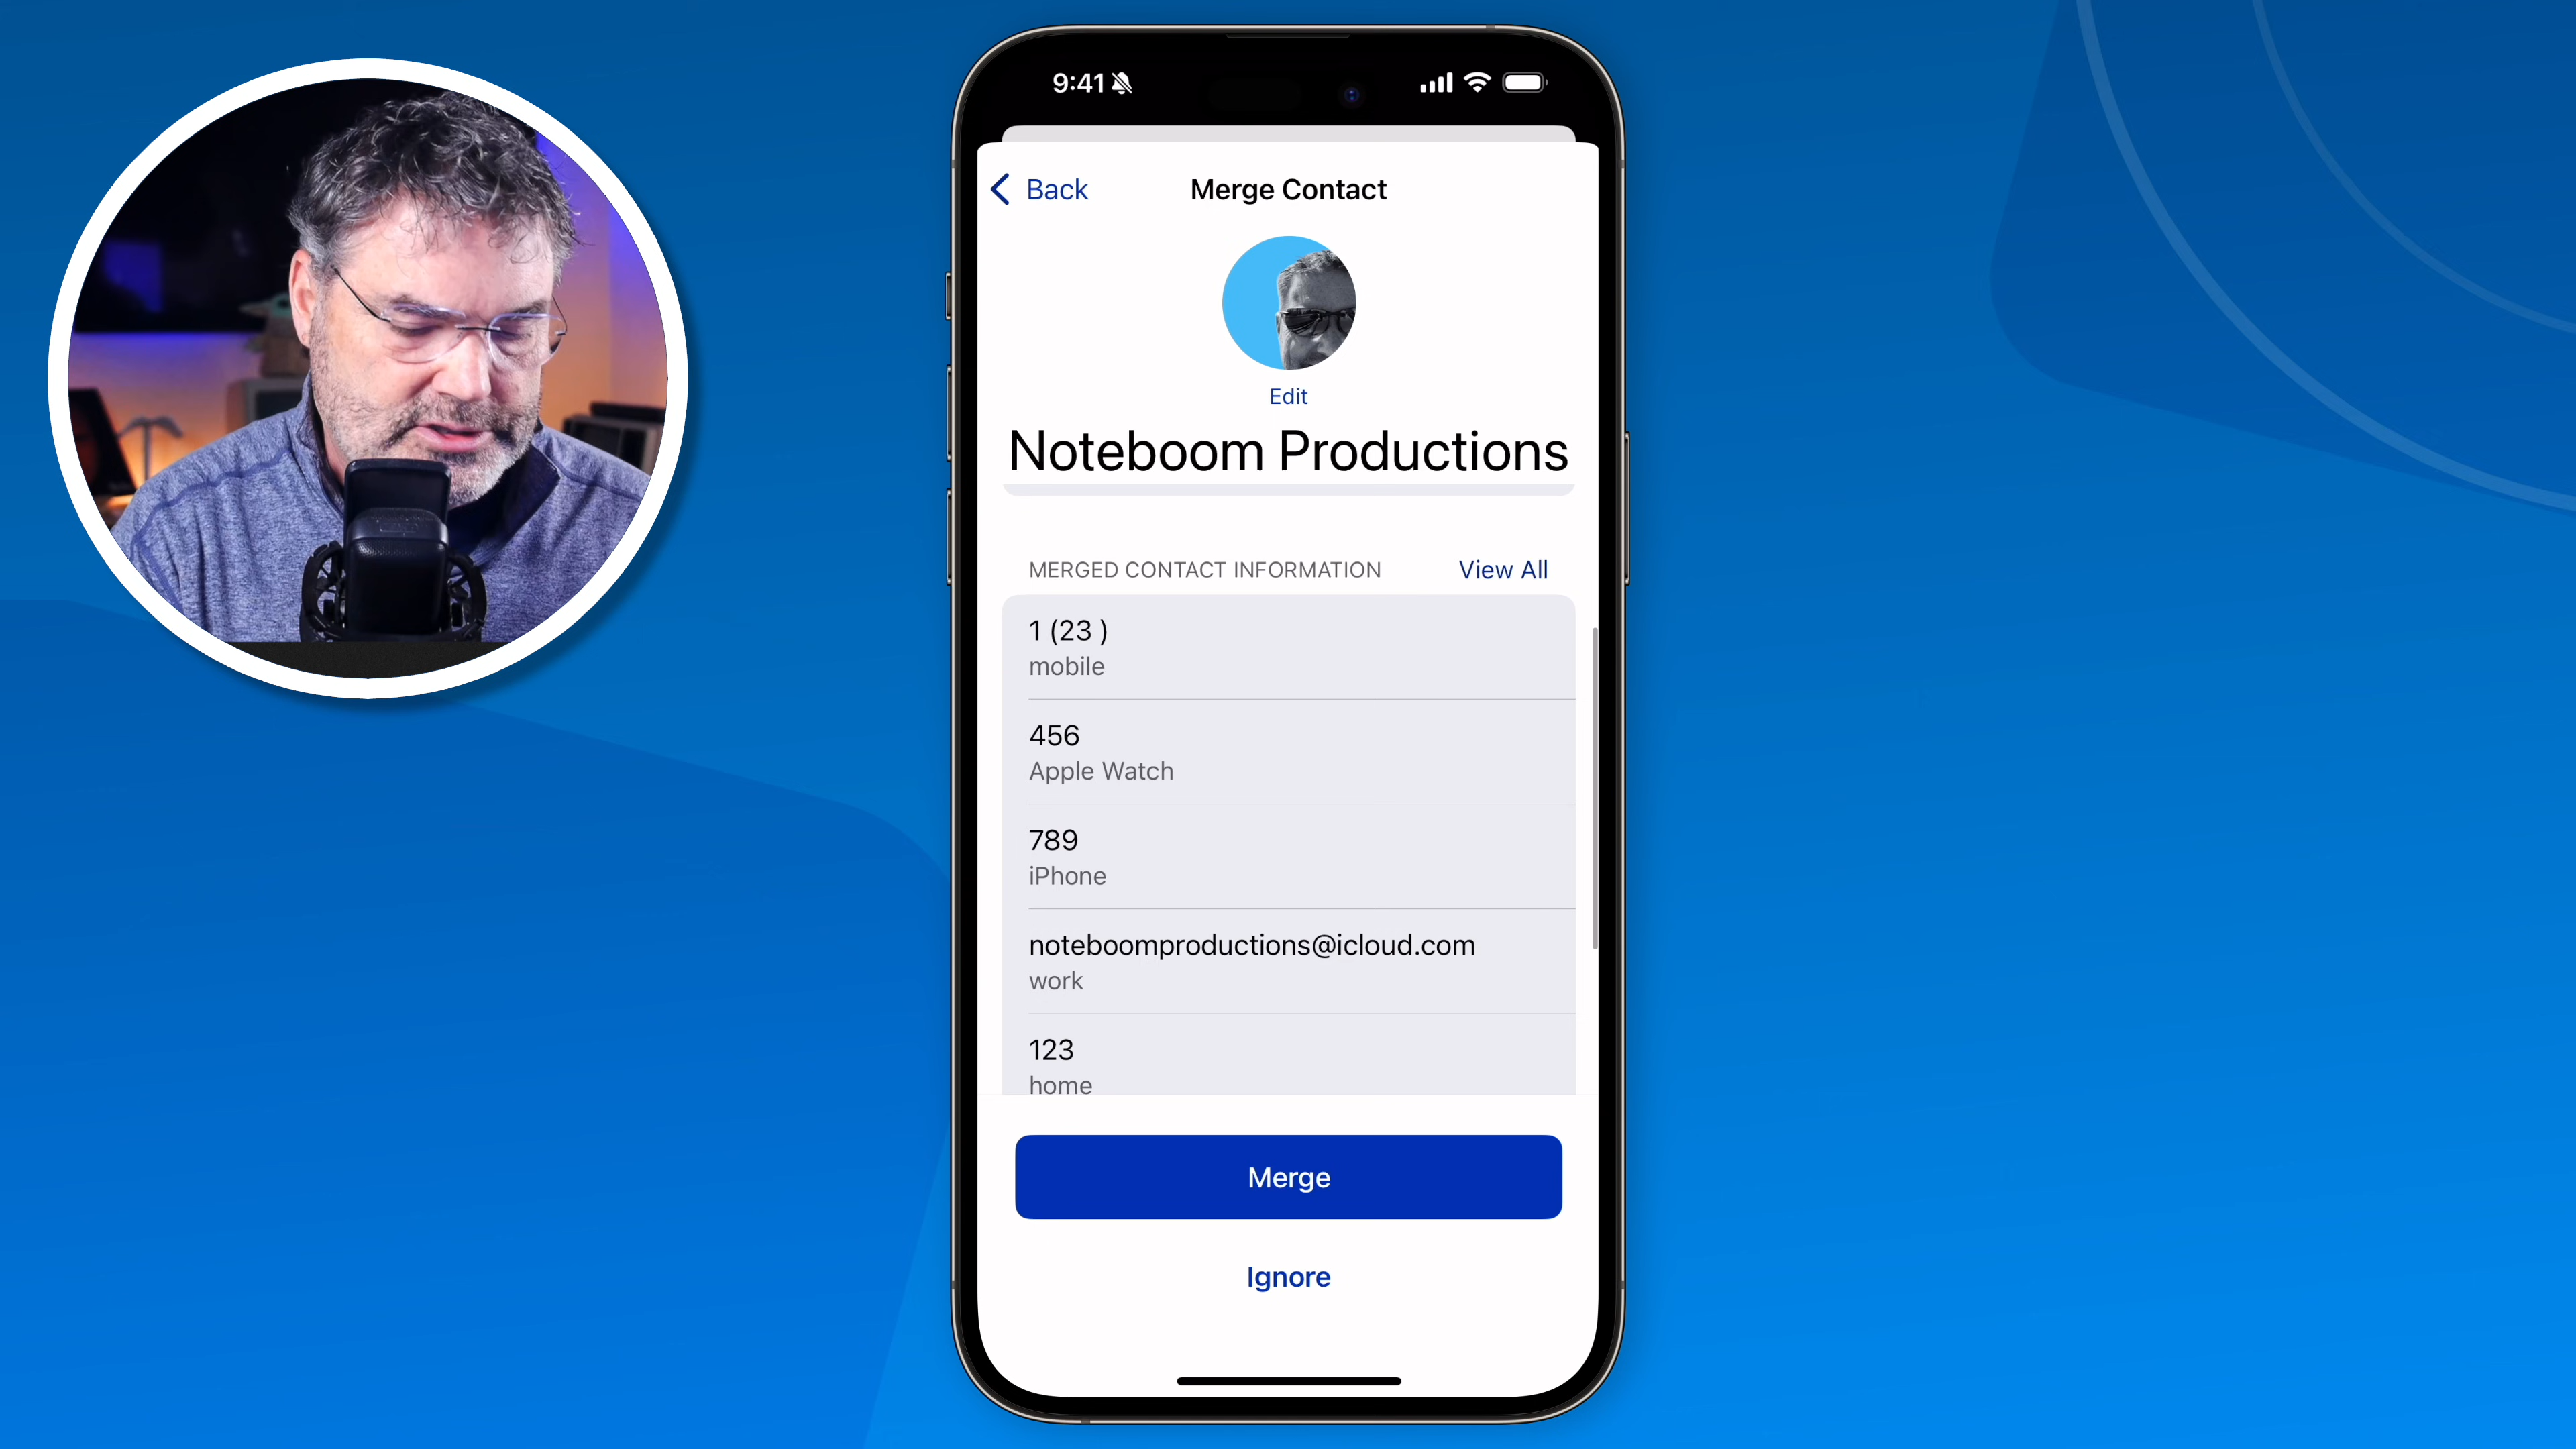 9:41
Back
Merge Contact
Edit
Noteboom Productions
MERGED CONTACT INFORMATION
View All
1 (23 )
mobile
456
Apple Watch
789
iPhone
noteboomproductions@icloud.com
work
123
home
Merge
Ignore